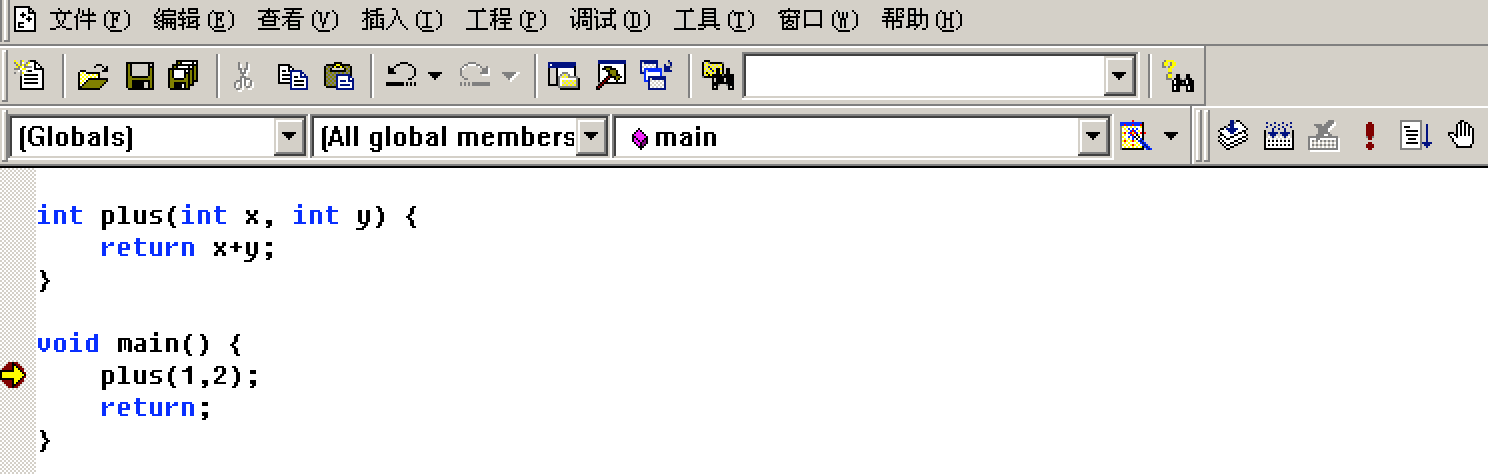 文件(F) 编辑(E) 查看(V) 插入(I) 工程(P) 调试(D) 工具(T) 窗口(W) 帮助(H)
(Globals) (All global members main
int plus(int x, int y) {
    return x+y;
}
void main() {
    plus(1,2);
    return;
}